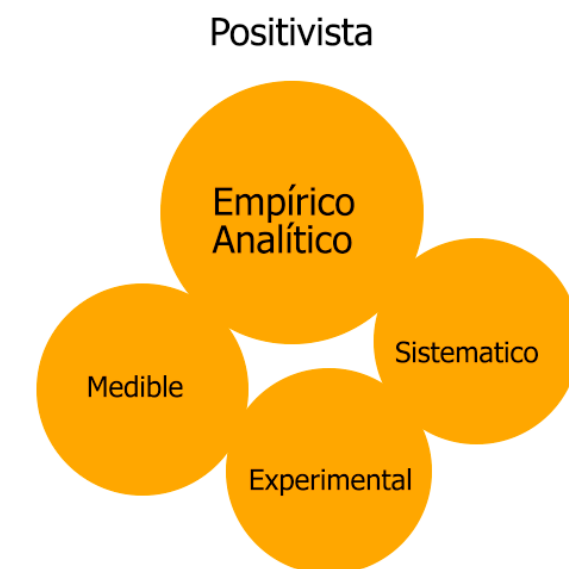 Positivista
Empírico
Analítico
Sistematico
Medible
Experimental